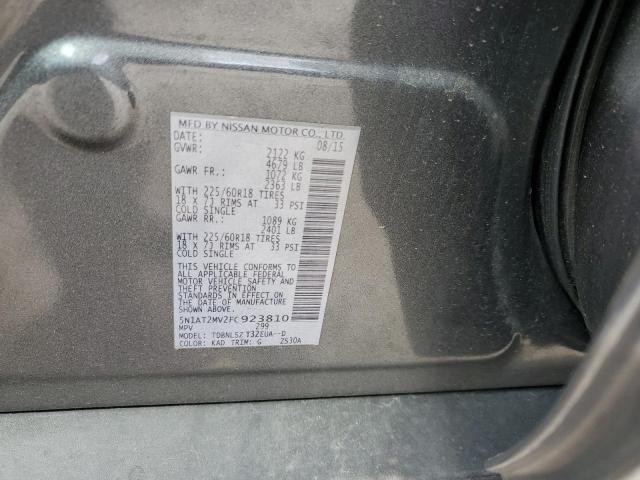 MFD BY NISSAN MOTOR CO., LTD.
DATE: 08/15
GVWR: 2122 KG
4679 LB
GAWR FR.: 1072 KG
2363 LB
WITH 225/60R18 TIRES
18 X 7J RIMS AT 33 PSI
COLD SINGLE
GAWR RR.: 1089 KG
2401 LB
WITH 225/60R18 TIRES
18 X 7J RIMS AT 33 PSI
COLD SINGLE
THIS VEHICLE CONFORMS TO
ALL APPLICABLE FEDERAL
MOTOR VEHICLE SAFETY AND
THEFT PREVENTION
STANDARDS IN EFFECT ON
THE DATE OF MANUFACTURE
SHOWN ABOVE.
5N1AT2MV2FC923810
MPV 299
MODEL: TDBNLSZ T32EUA--D
COLOR: KAD TRIM: G ZS30A